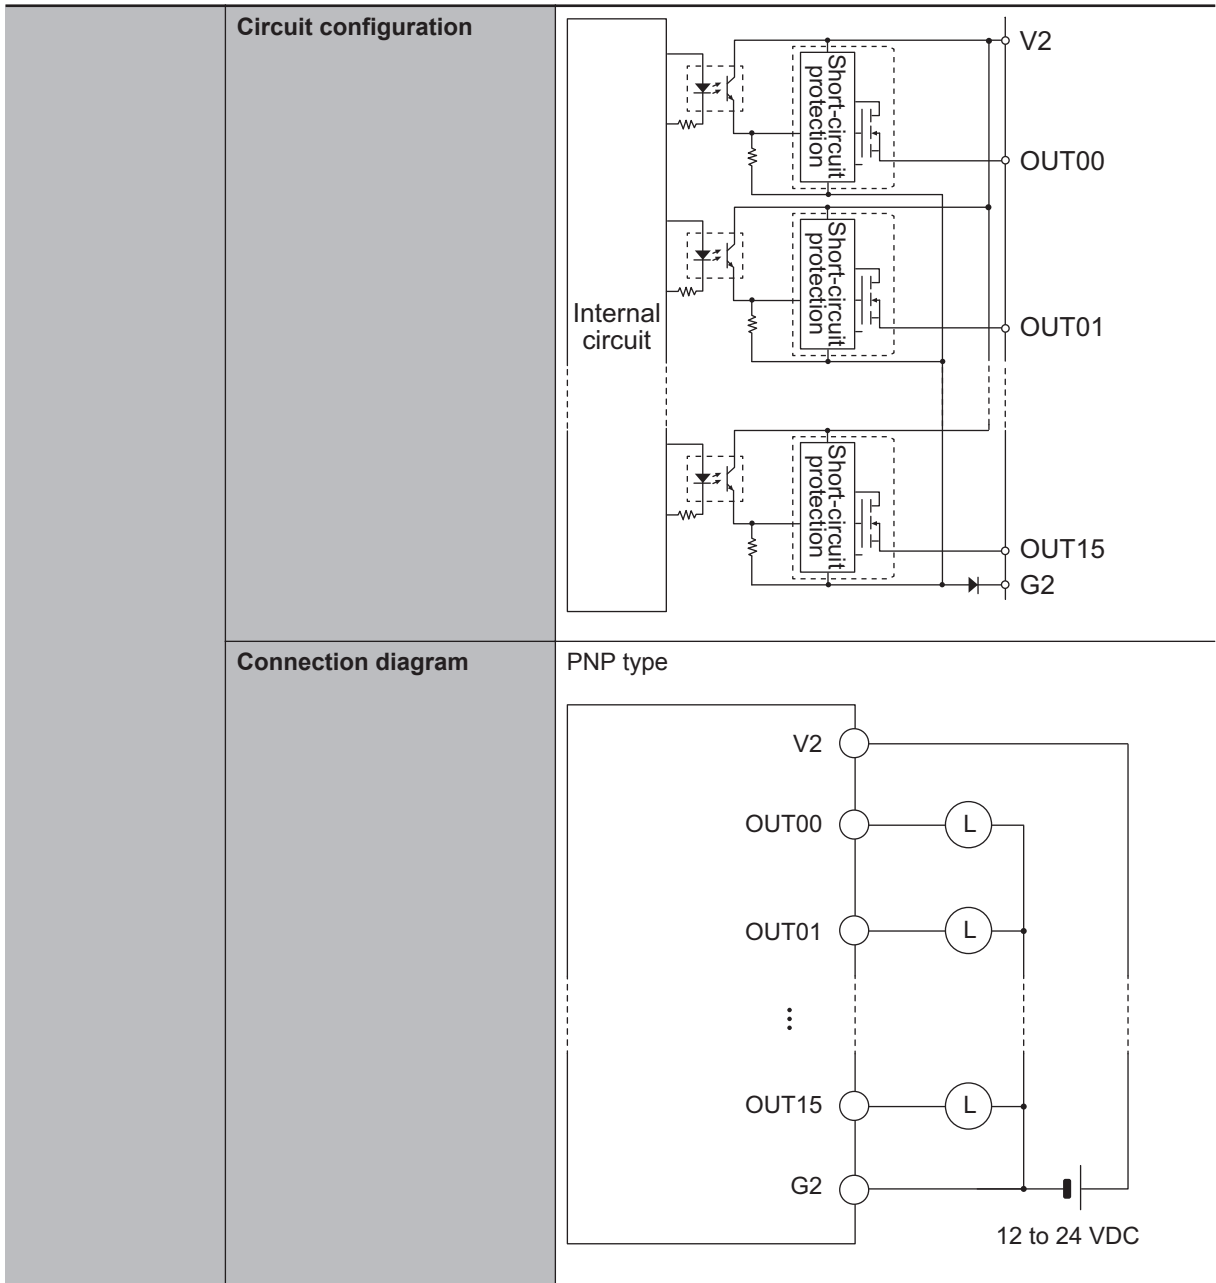 Circuit configuration
V2
Short-circuit
protection
OUT00
Short-circuit
protection
Internal
circuit
OUT01
Short-circuit
protection
OUT15
G2
Connection diagram
PNP type
V2
OUT00
L
OUT01
L
OUT15
L
G2
12 to 24 VDC